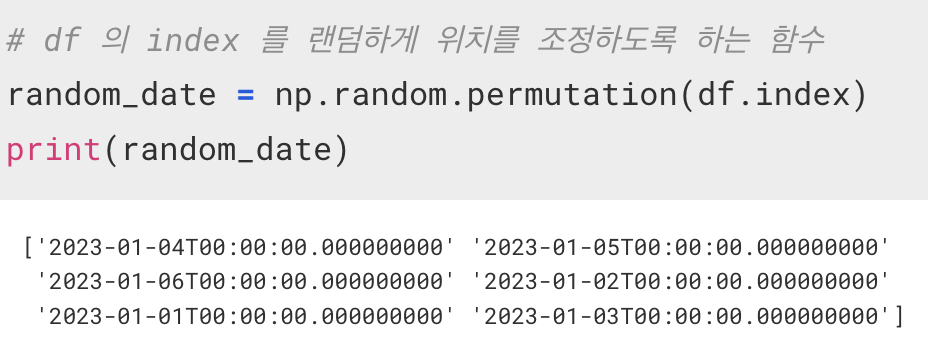 # df 의 index 를 랜덤하게 위치를 조정하도록 하는 함수
random_date = np.random.permutation(df.index)
print(random_date)
['2023-01-04T00:00:00.000000000' '2023-01-05T00:00:00.000000000'
'2023-01-06T00:00:00.000000000' '2023-01-02T00:00:00.000000000'
'2023-01-01T00:00:00.000000000' '2023-01-03T00:00:00.000000000']